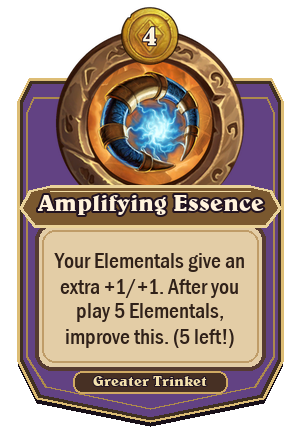 4
Amplifying Essence
Your Elementals give an
extra +1/+1. After you
play 5 Elementals,
improve this. (5 left!)
Greater Trinket